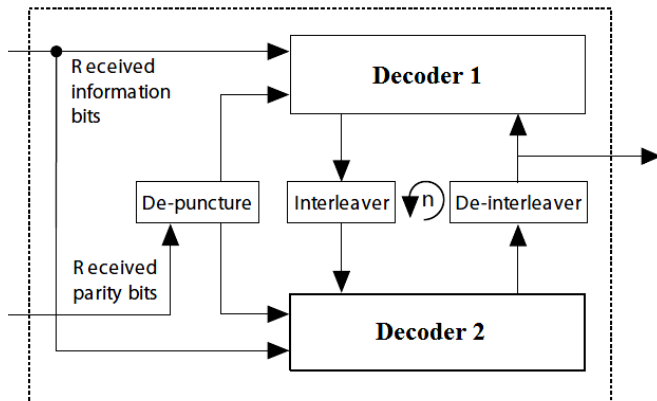 Received
information
bits
Decoder 1
De-puncture
Interleaver
n
De-interleaver
Received
parity bits
Decoder 2